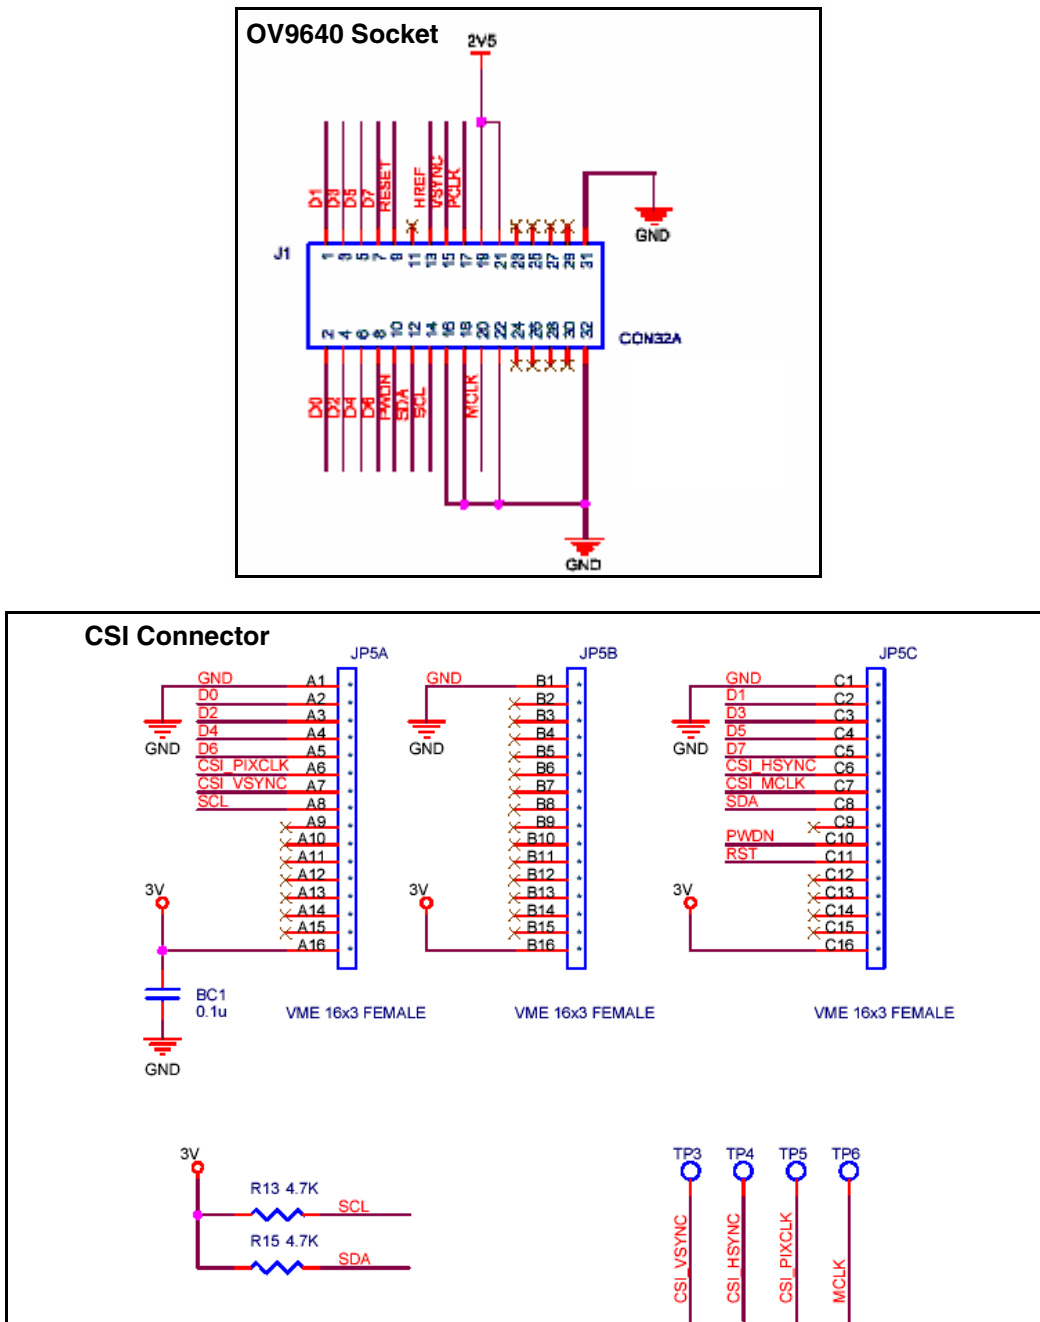 OV9640 Socket
2V5
D1 D3 D5 D7 RESET HREF VSYNC PCLK
GND
J1
1 3 5 7 9 11 13 15 17 19 21 23 25 27 29 31
2 4 6 8 10 12 14 16 18 20 22 24 26 28 30 32
CON32A
D0 D2 D4 D6 PWDN SDA SCL MCLK
GND
CSI Connector
JP5A JP5B JP5C
GND A1 GND B1 GND C1
D0 A2 B2 D1 C2
D2 A3 B3 D3 C3
D4 A4 B4 D5 C4
GND D6 A5 GND B5 GND D7 C5
CSI_PIXCLK A6 B6 CSI_HSYNC C6
CSI_VSYNC A7 B7 CSI_MCLK C7
SCL A8 B8 SDA C8
A9 B9 C9
A10 B10 PWDN C10
A11 B11 RST C11
A12 B12 C12
3V A13 3V B13 3V C13
A14 B14 C14
A15 B15 C15
A16 B16 C16
BC1
0.1u
VME 16x3 FEMALE VME 16x3 FEMALE VME 16x3 FEMALE
GND
3V
TP3 TP4 TP5 TP6
R13 4.7K SCL
R15 4.7K SDA
CSI_VSYNC CSI_HSYNC CSI_PIXCLK MCLK